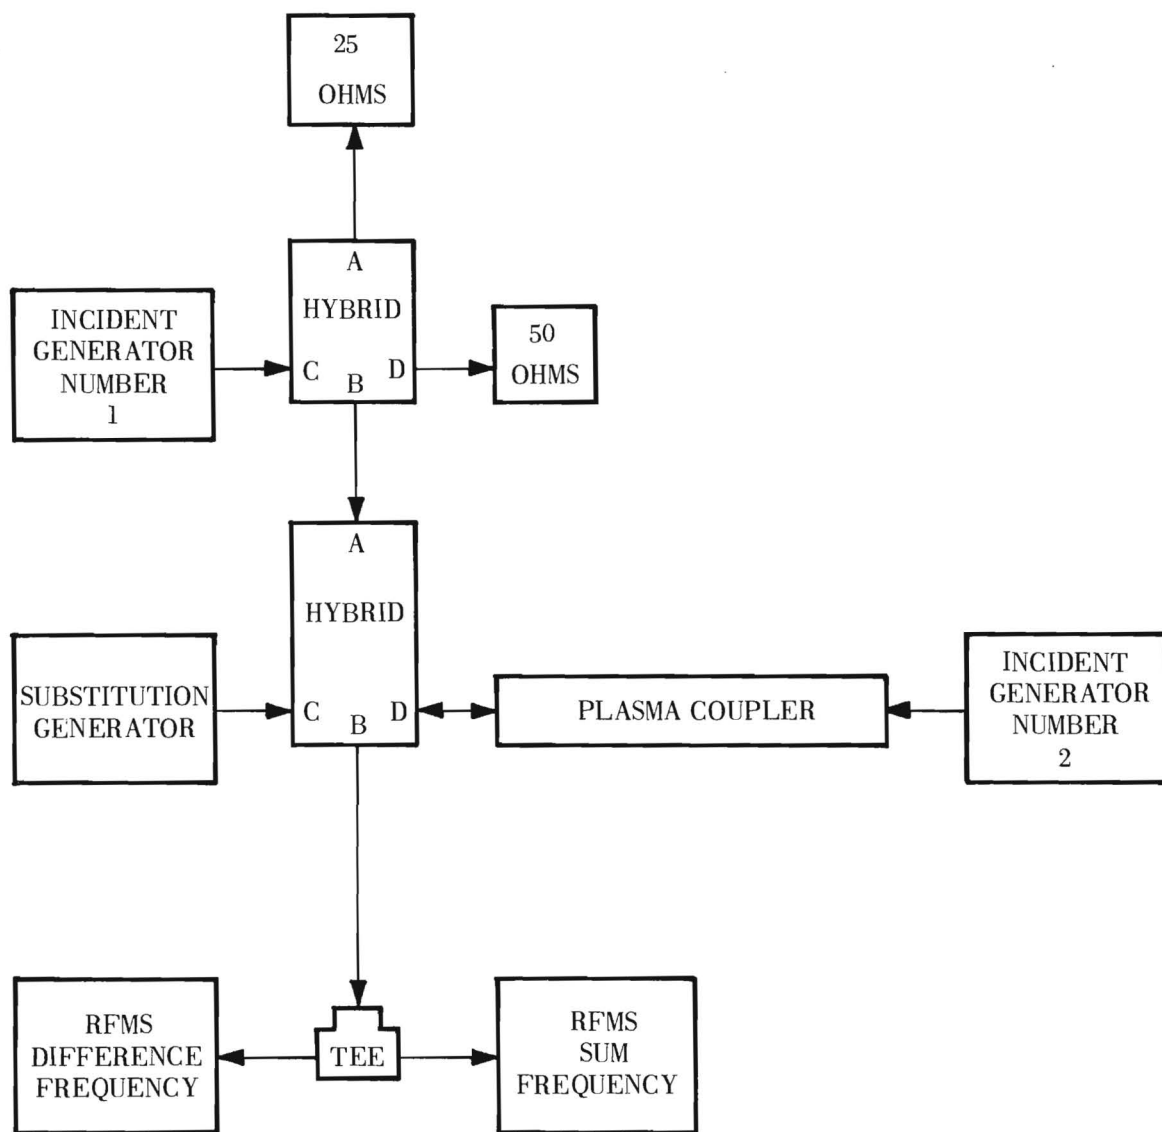 25
OHMS
A
HYBRID
C
B
D
INCIDENT
GENERATOR
NUMBER
1
50
OHMS
A
HYBRID
C
B
D
SUBSTITUTION
GENERATOR
PLASMA COUPLER
INCIDENT
GENERATOR
NUMBER
2
RFMS
DIFFERENCE
FREQUENCY
TEE
RFMS
SUM
FREQUENCY